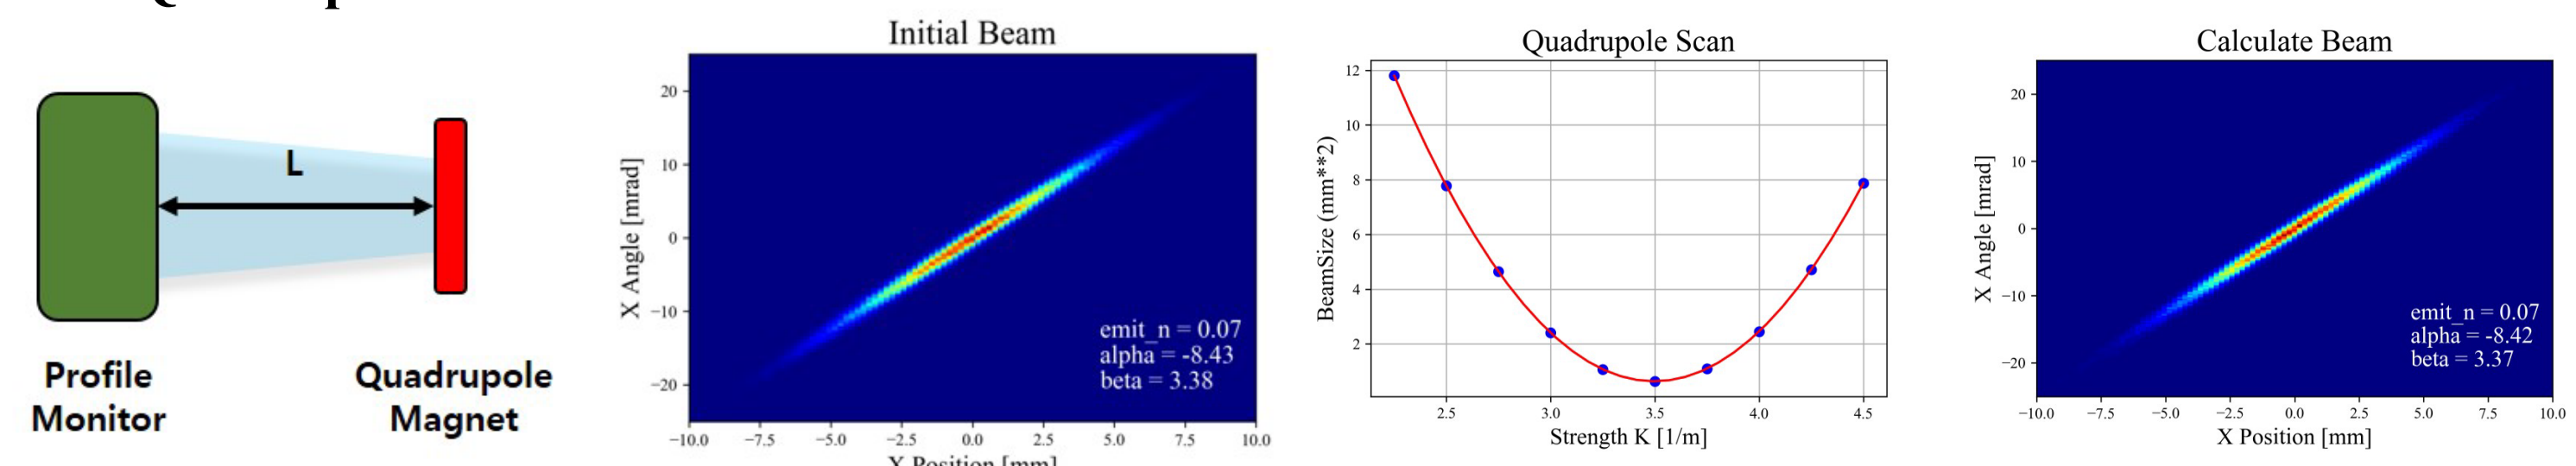 L
Profile
Monitor
Quadrupole
Magnet
Initial Beam
X Angle [mrad]
20
10
0
−10
−20
emit_n = 0.07
alpha = -8.43
beta = 3.38
−10.0 −7.5 −5.0 −2.5 0.0 2.5 5.0 7.5 10.0
X Position [mm]
Quadrupole Scan
BeamSize (mm**2)
12
10
8
6
4
2
2.5 3.0 3.5 4.0 4.5
Strength K [1/m]
Calculate Beam
X Angle [mrad]
20
10
0
−10
−20
emit_n = 0.07
alpha = -8.42
beta = 3.37
−10.0 −7.5 −5.0 −2.5 0.0 2.5 5.0 7.5 10.0
X Position [mm]